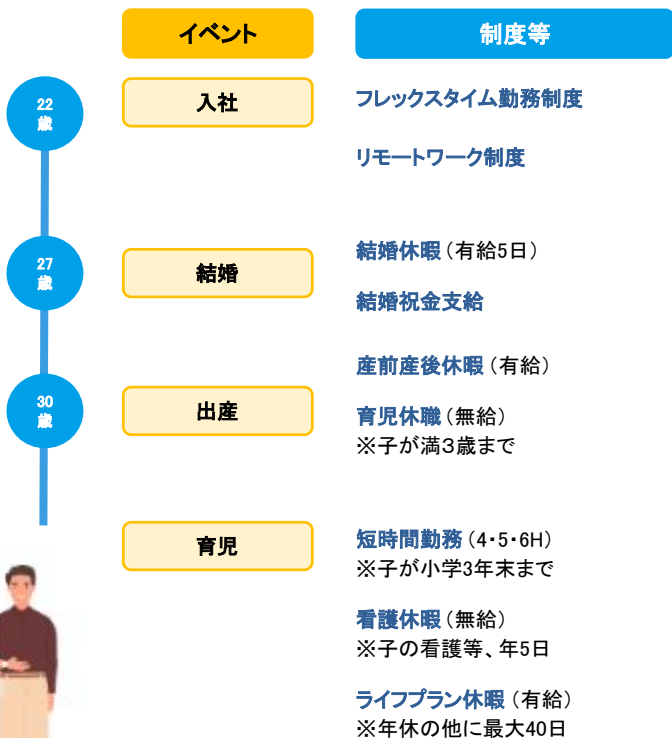 イベント
制度等
22
歳
入社
フレックスタイム勤務制度
リモートワーク制度
27
歳
結婚
結婚休暇（有給5日）
結婚祝金支給
30
歳
出産
産前産後休暇（有給）
育児休職（無給）
※子が満３歳まで
育児
短時間勤務（4・5・6H）
※子が小学3年末まで
看護休暇（無給）
※子の看護等、年5日
ライフプラン休暇（有給）
※年休の他に最大40日